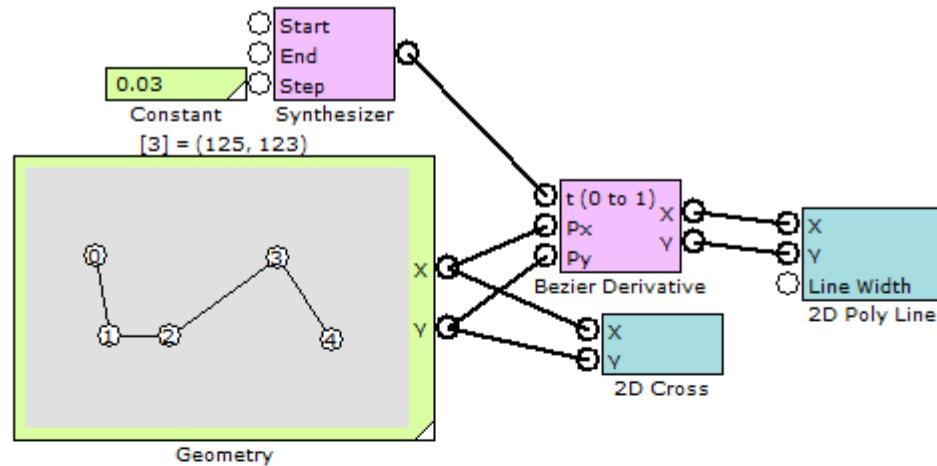 Start
End
Step
0.03
Constant
Synthesizer
[3] = (125, 123)
t (0 to 1)
Px
Py
X
Y
Bezier Derivative
X
Y
Line Width
2D Poly Line
0
1
2
3
4
X
Y
Geometry
X
Y
2D Cross